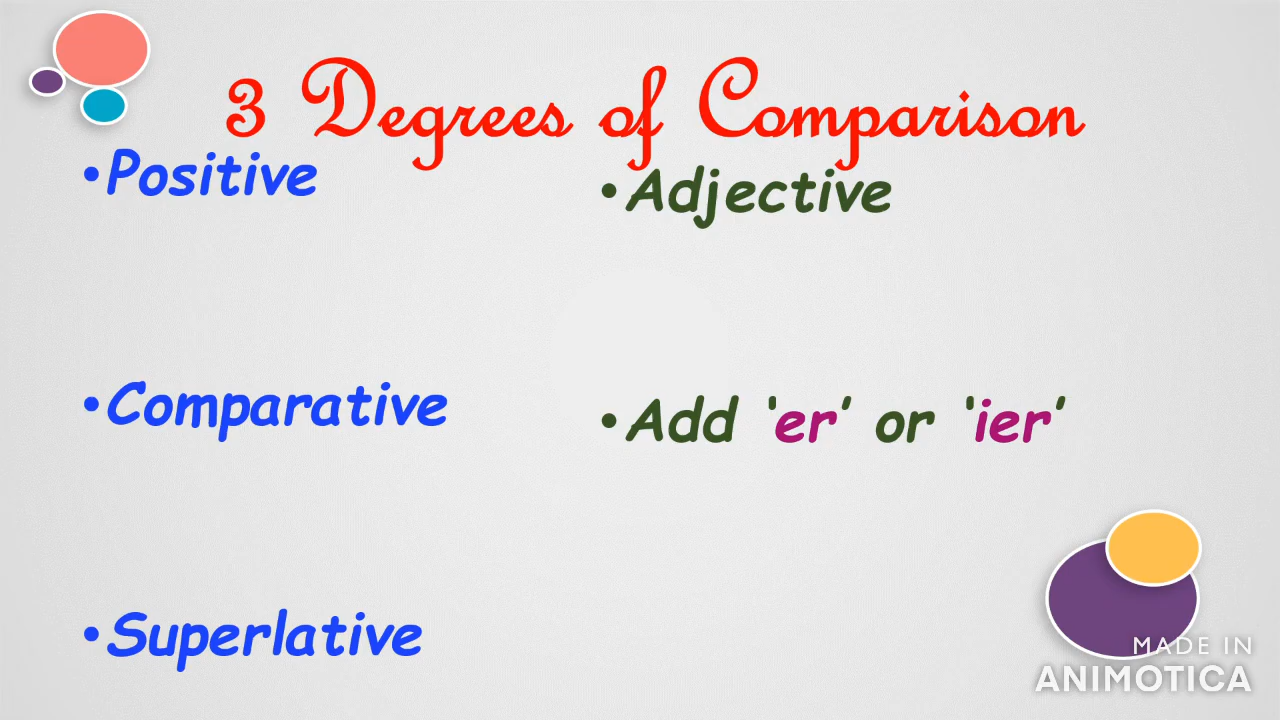 3 Degrees of Comparison
•Positive
•Adjective
•Comparative
•Add ‘er’ or ‘ier’
•Superlative
MADE IN
ANIMOTICA